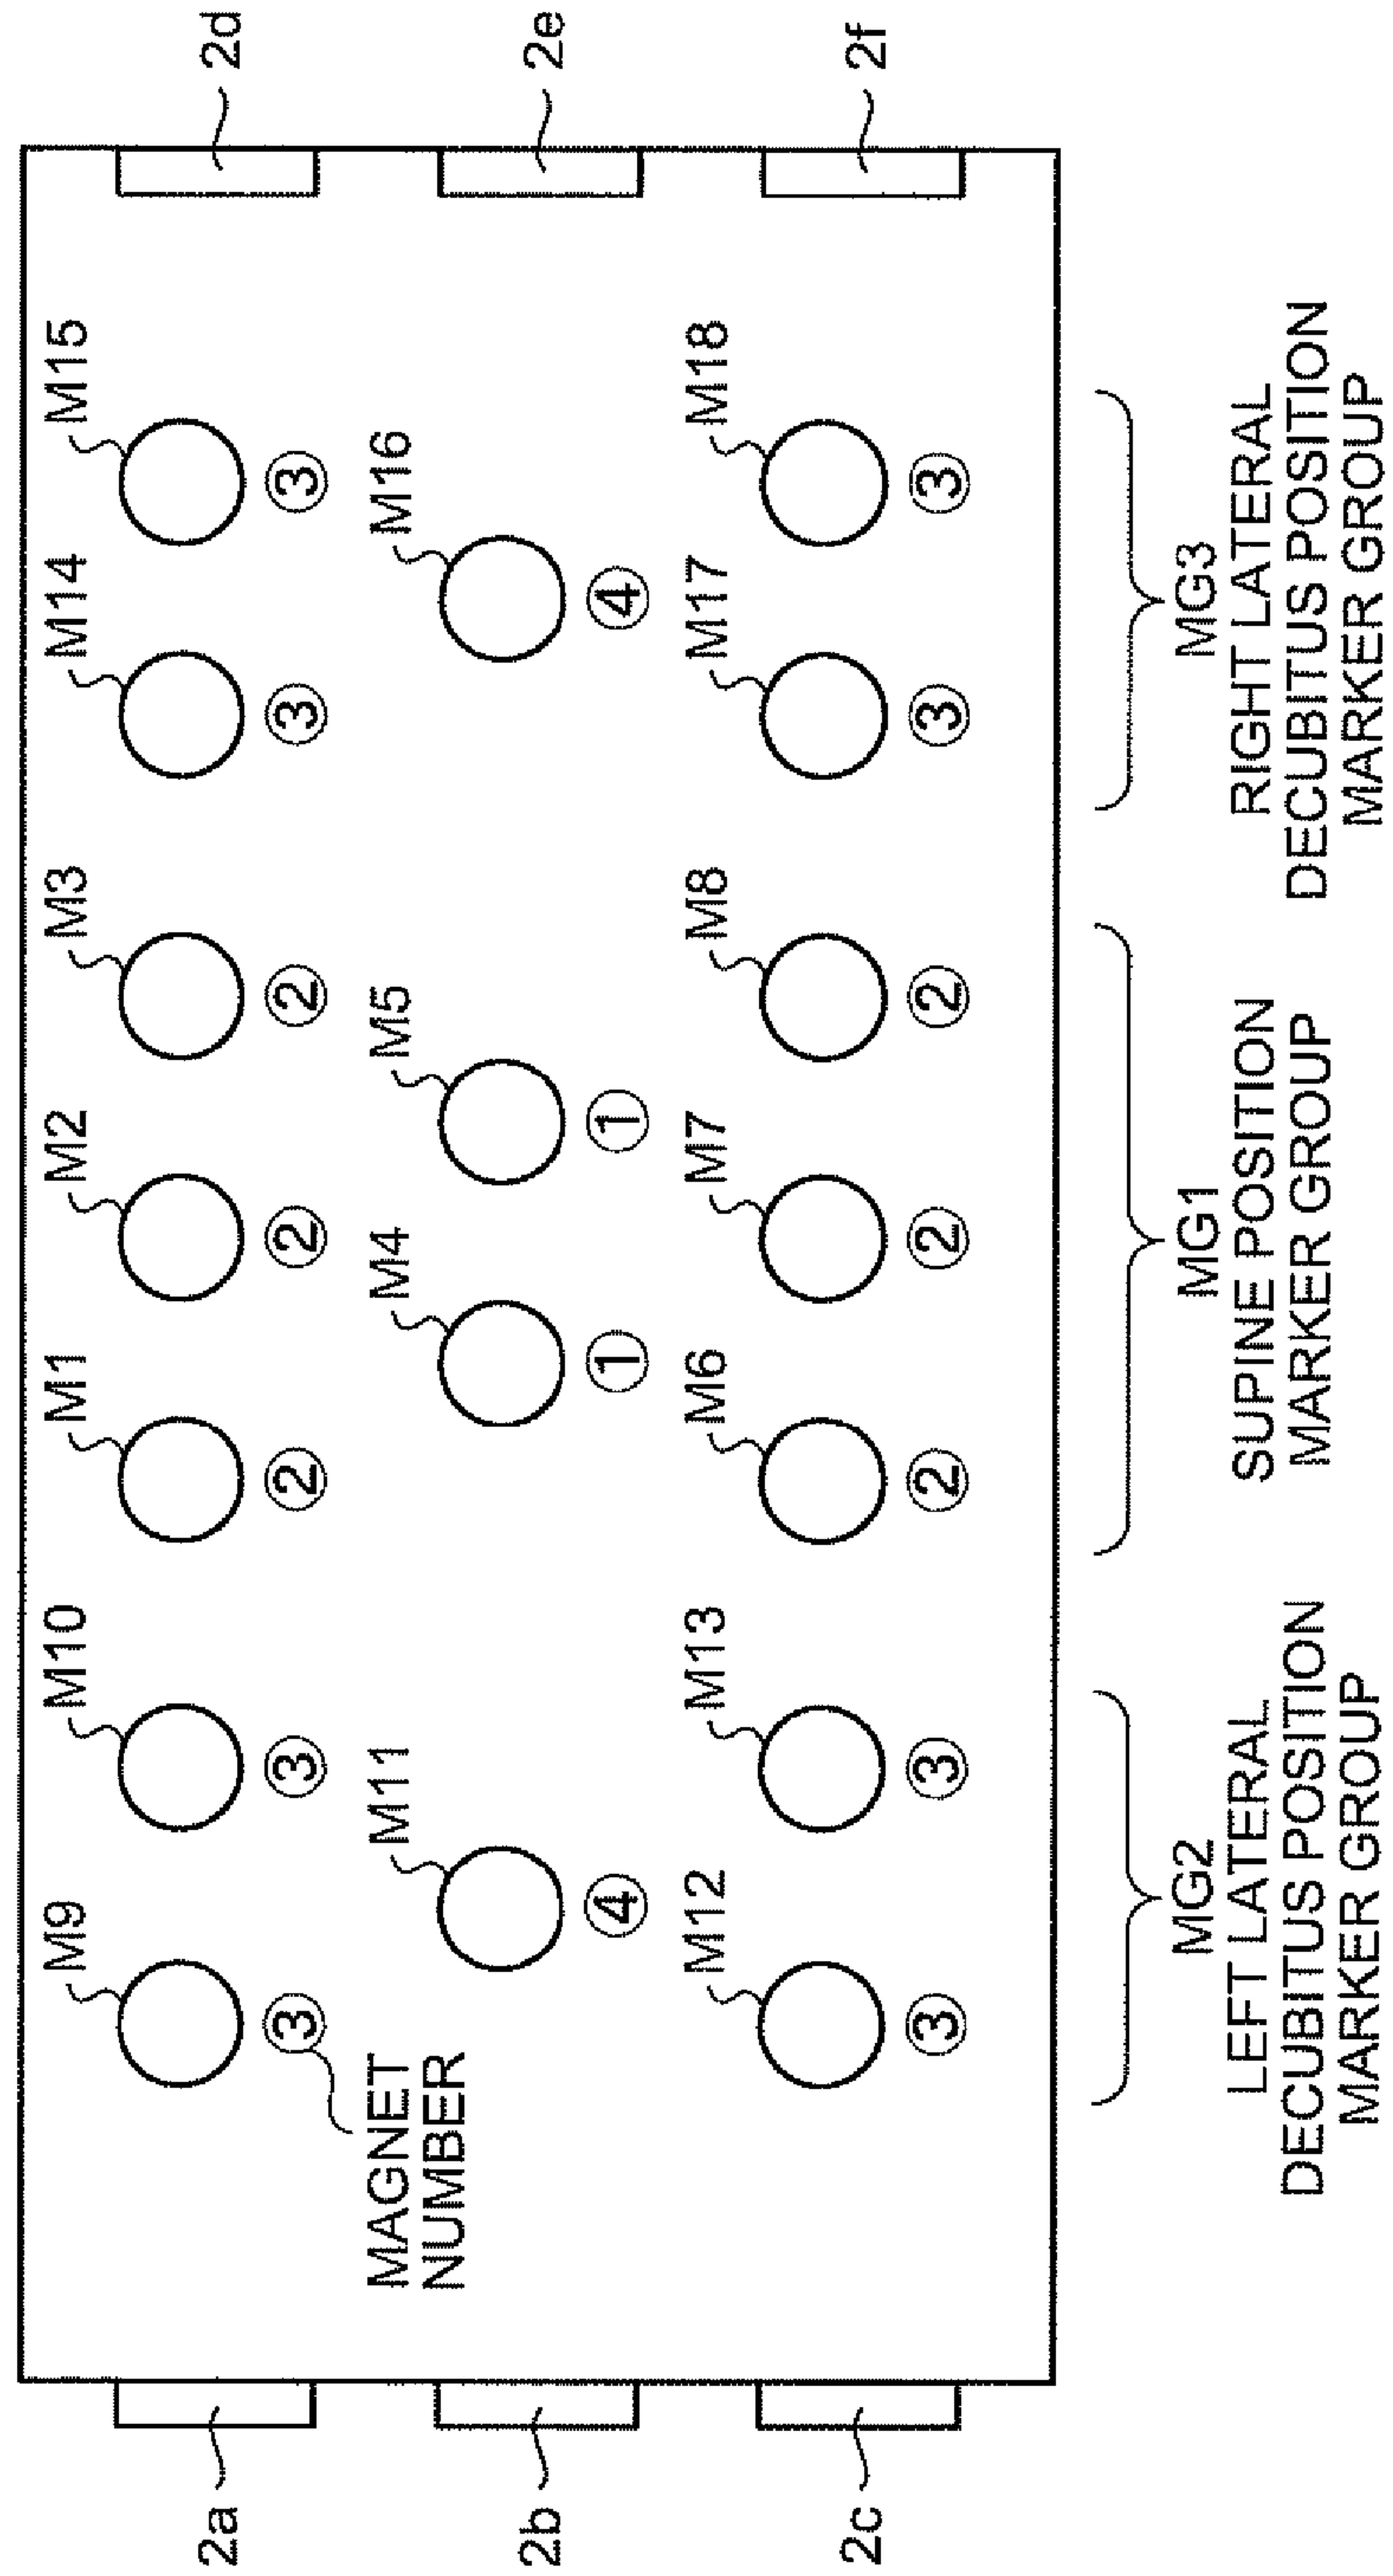 M9
M10
M1
M2
M3
M14
M15
2a
③
③
②
②
②
③
③
2d
MAGNET
NUMBER
M11
M4
M5
M16
2b
④
①
①
④
2e
M12
M13
M6
M7
M8
M17
M18
2c
③
③
②
②
②
③
③
2f
MG2
LEFT LATERAL
DECUBITUS POSITION
MARKER GROUP
MG1
SUPINE POSITION
MARKER GROUP
MG3
RIGHT LATERAL
DECUBITUS POSITION
MARKER GROUP